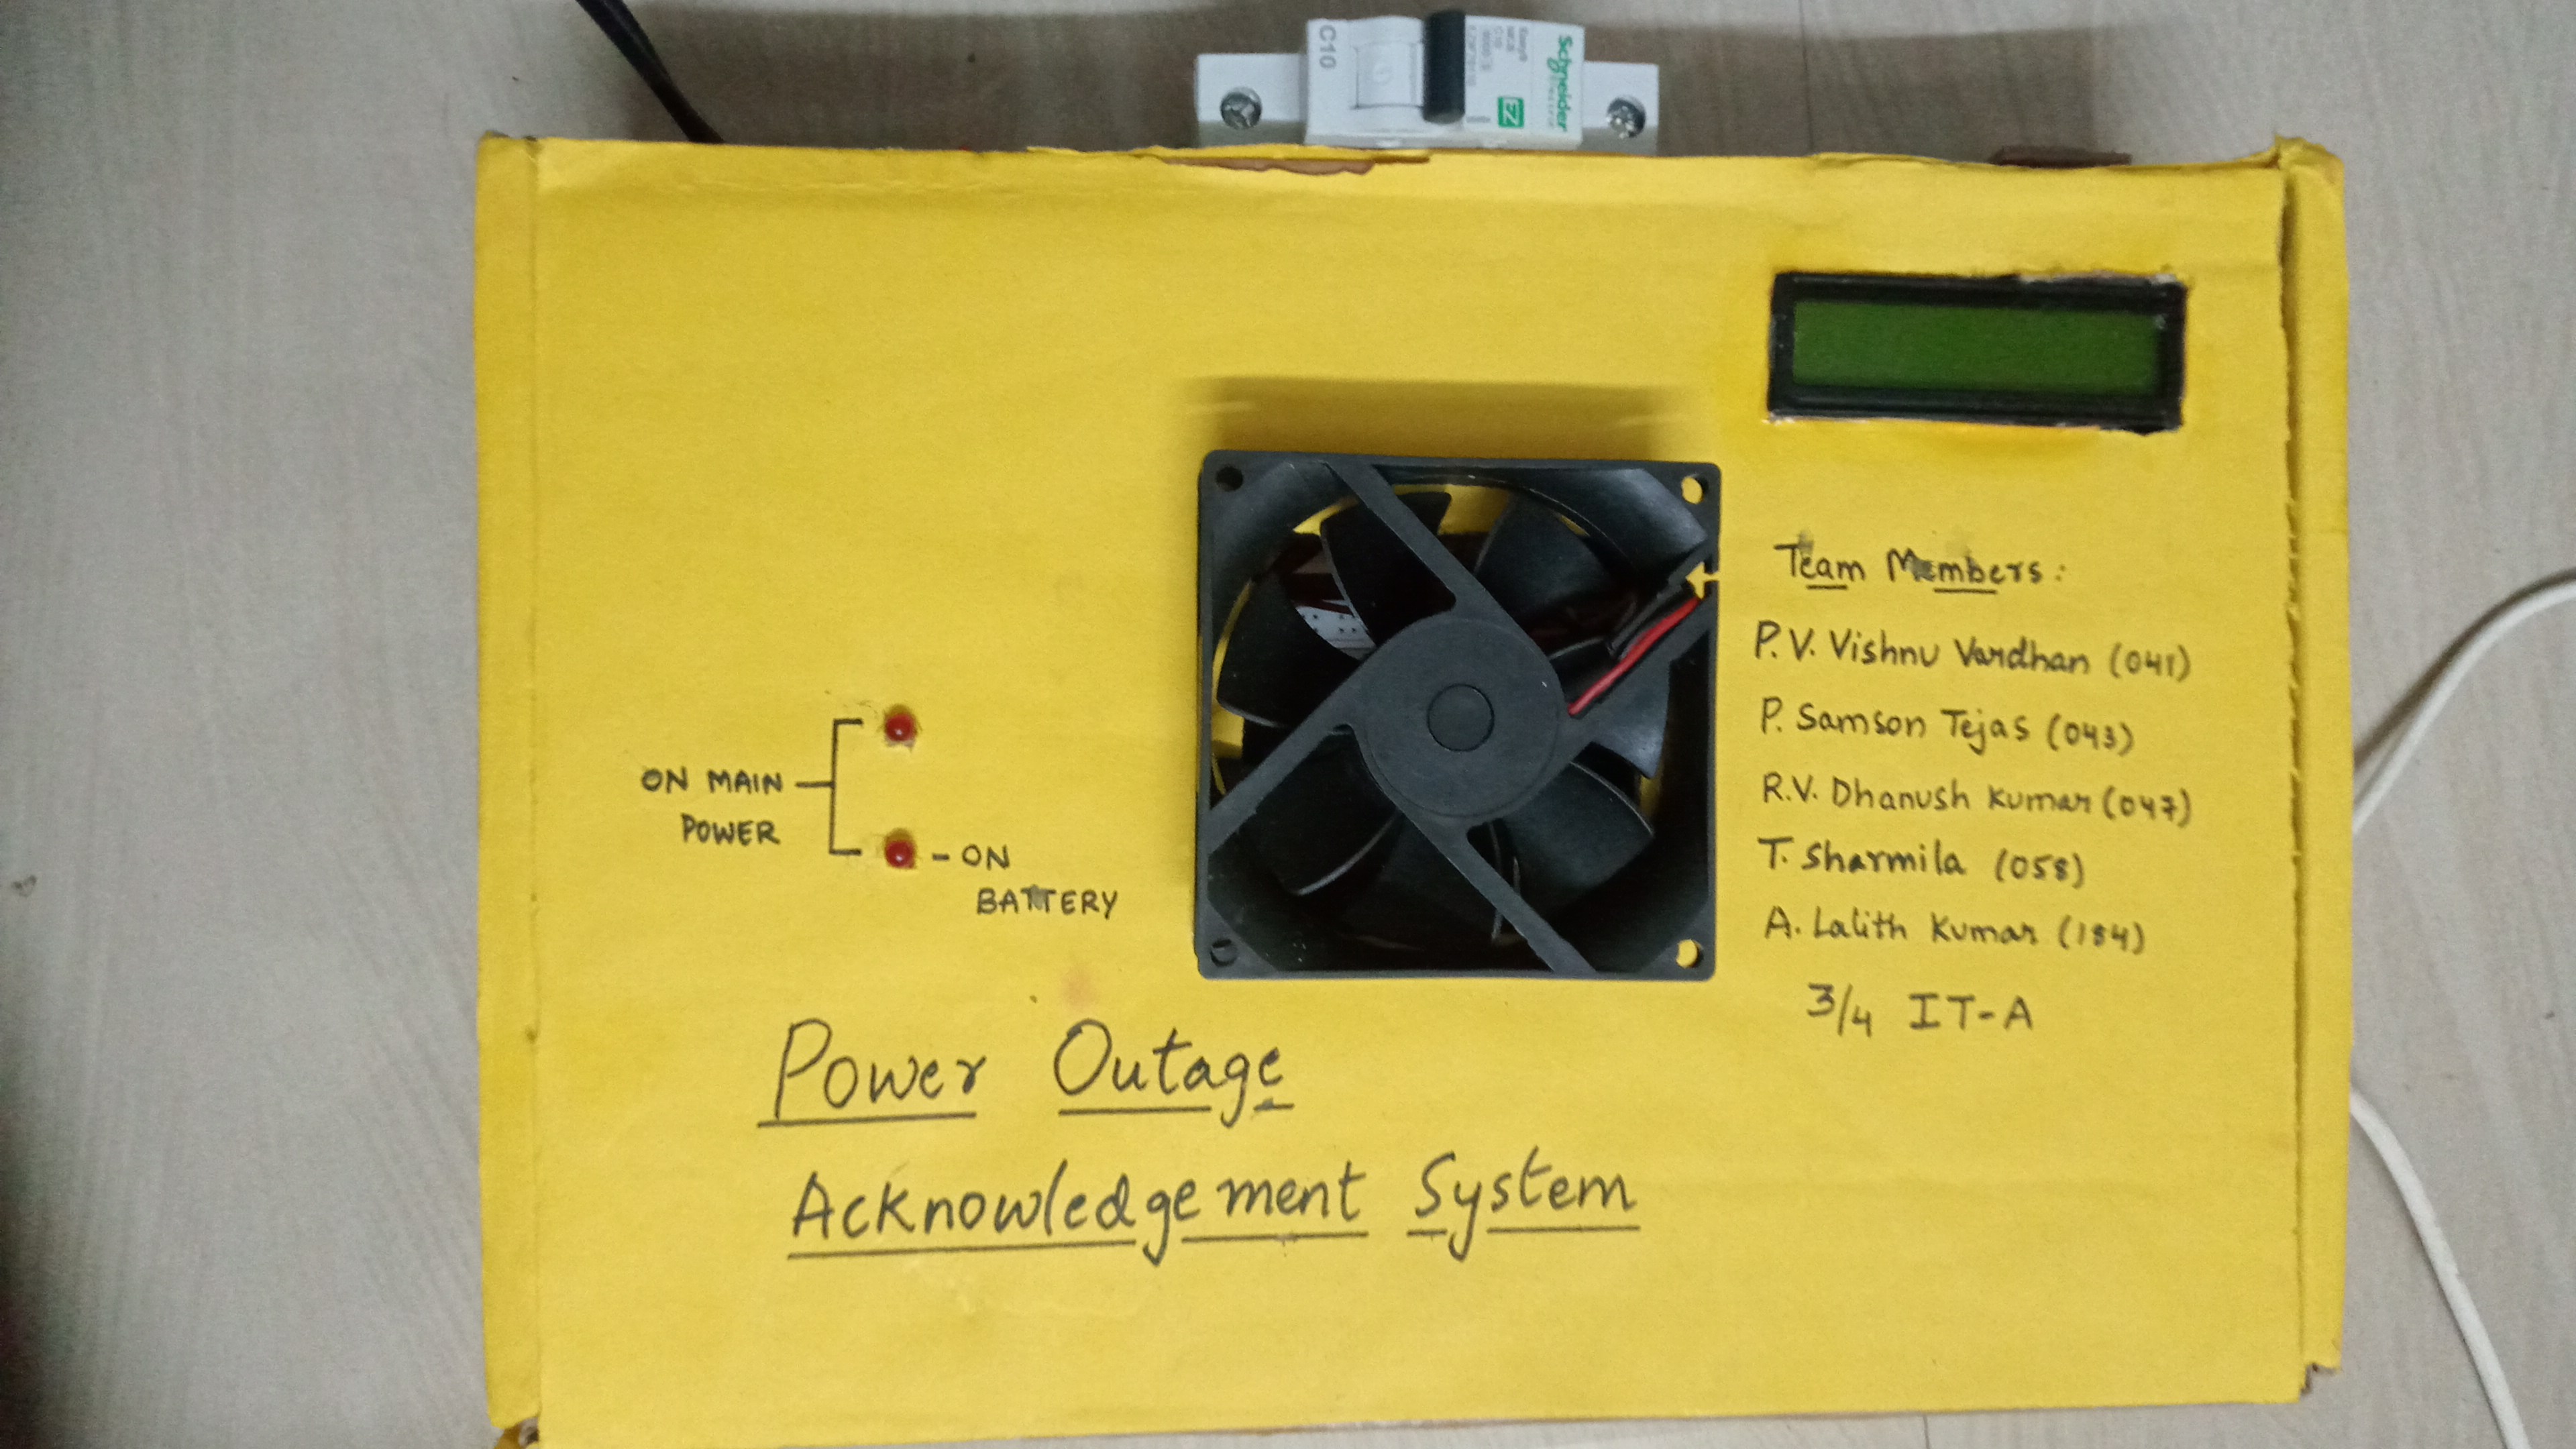 C10
Schneider
EZ
Team Members:
P.V. Vishnu Vardhan (041)
P. Samson Tejas (043)
R.V. Dhanush Kumar (047)
T. Sharmila (058)
A. Lalith Kumar (184)
3/4 IT-A
ON MAIN
POWER
- ON
BATTERY
Power Outage
Acknowledgement System